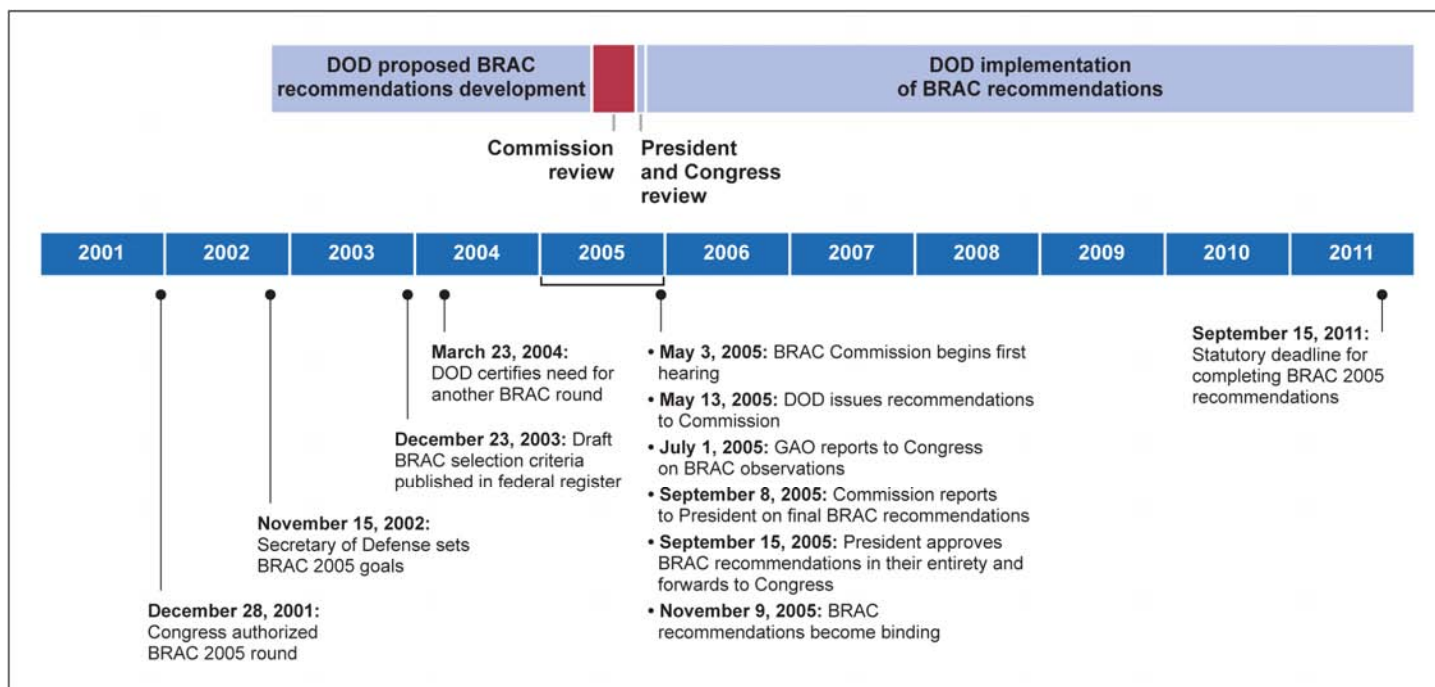 DOD proposed BRAC
recommendations development
DOD implementation
of BRAC recommendations
Commission
review
President
and Congress
review
2001
2002
2003
2004
2005
2006
2007
2008
2009
2010
2011
March 23, 2004:
DOD certifies need for
another BRAC round
December 23, 2003: Draft
BRAC selection criteria
published in federal register
November 15, 2002:
Secretary of Defense sets
BRAC 2005 goals
December 28, 2001:
Congress authorized
BRAC 2005 round
• May 3, 2005: BRAC Commission begins first
hearing
• May 13, 2005: DOD issues recommendations
to Commission
• July 1, 2005: GAO reports to Congress
on BRAC observations
• September 8, 2005: Commission reports
to President on final BRAC recommendations
• September 15, 2005: President approves
BRAC recommendations in their entirety and
forwards to Congress
• November 9, 2005: BRAC
recommendations become binding
September 15, 2011:
Statutory deadline for
completing BRAC 2005
recommendations